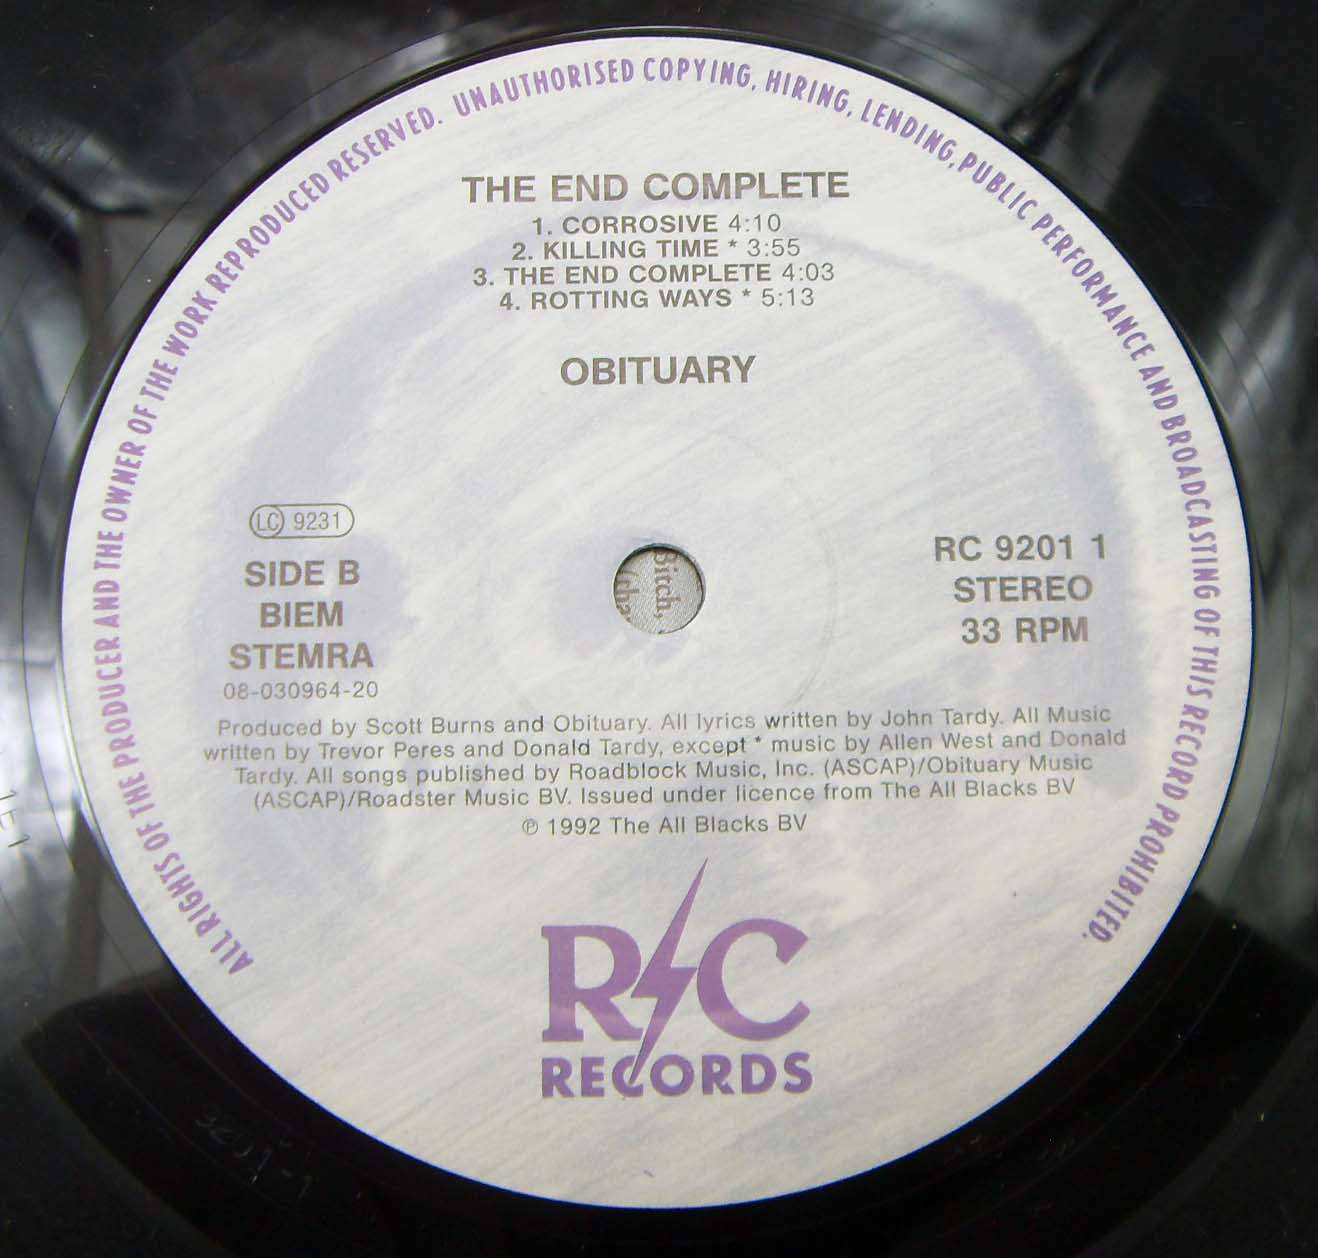 ALL RIGHTS OF THE PRODUCER AND THE OWNER OF THE WORK REPRODUCED RESERVED. UNAUTHORISED COPYING, HIRING, LENDING, PUBLIC PERFORMANCE AND BROADCASTING OF THIS RECORD PROHIBITED.
THE END COMPLETE
1. CORROSIVE 4:10
2. KILLING TIME * 3:55
3. THE END COMPLETE 4:03
4. ROTTING WAYS * 5:13
OBITUARY
LC 9231
SIDE B
BIEM
STEMRA
08-030964-20
RC 9201 1
STEREO
33 RPM
Bitch,
Produced by Scott Burns and Obituary. All lyrics written by John Tardy. All Music
written by Trevor Peres and Donald Tardy, except * music by Allen West and Donald
Tardy. All songs published by Roadblock Music, Inc. (ASCAP)/Obituary Music
(ASCAP)/Roadster Music BV. Issued under licence from The All Blacks BV
℗ 1992 The All Blacks BV
RC
RECORDS